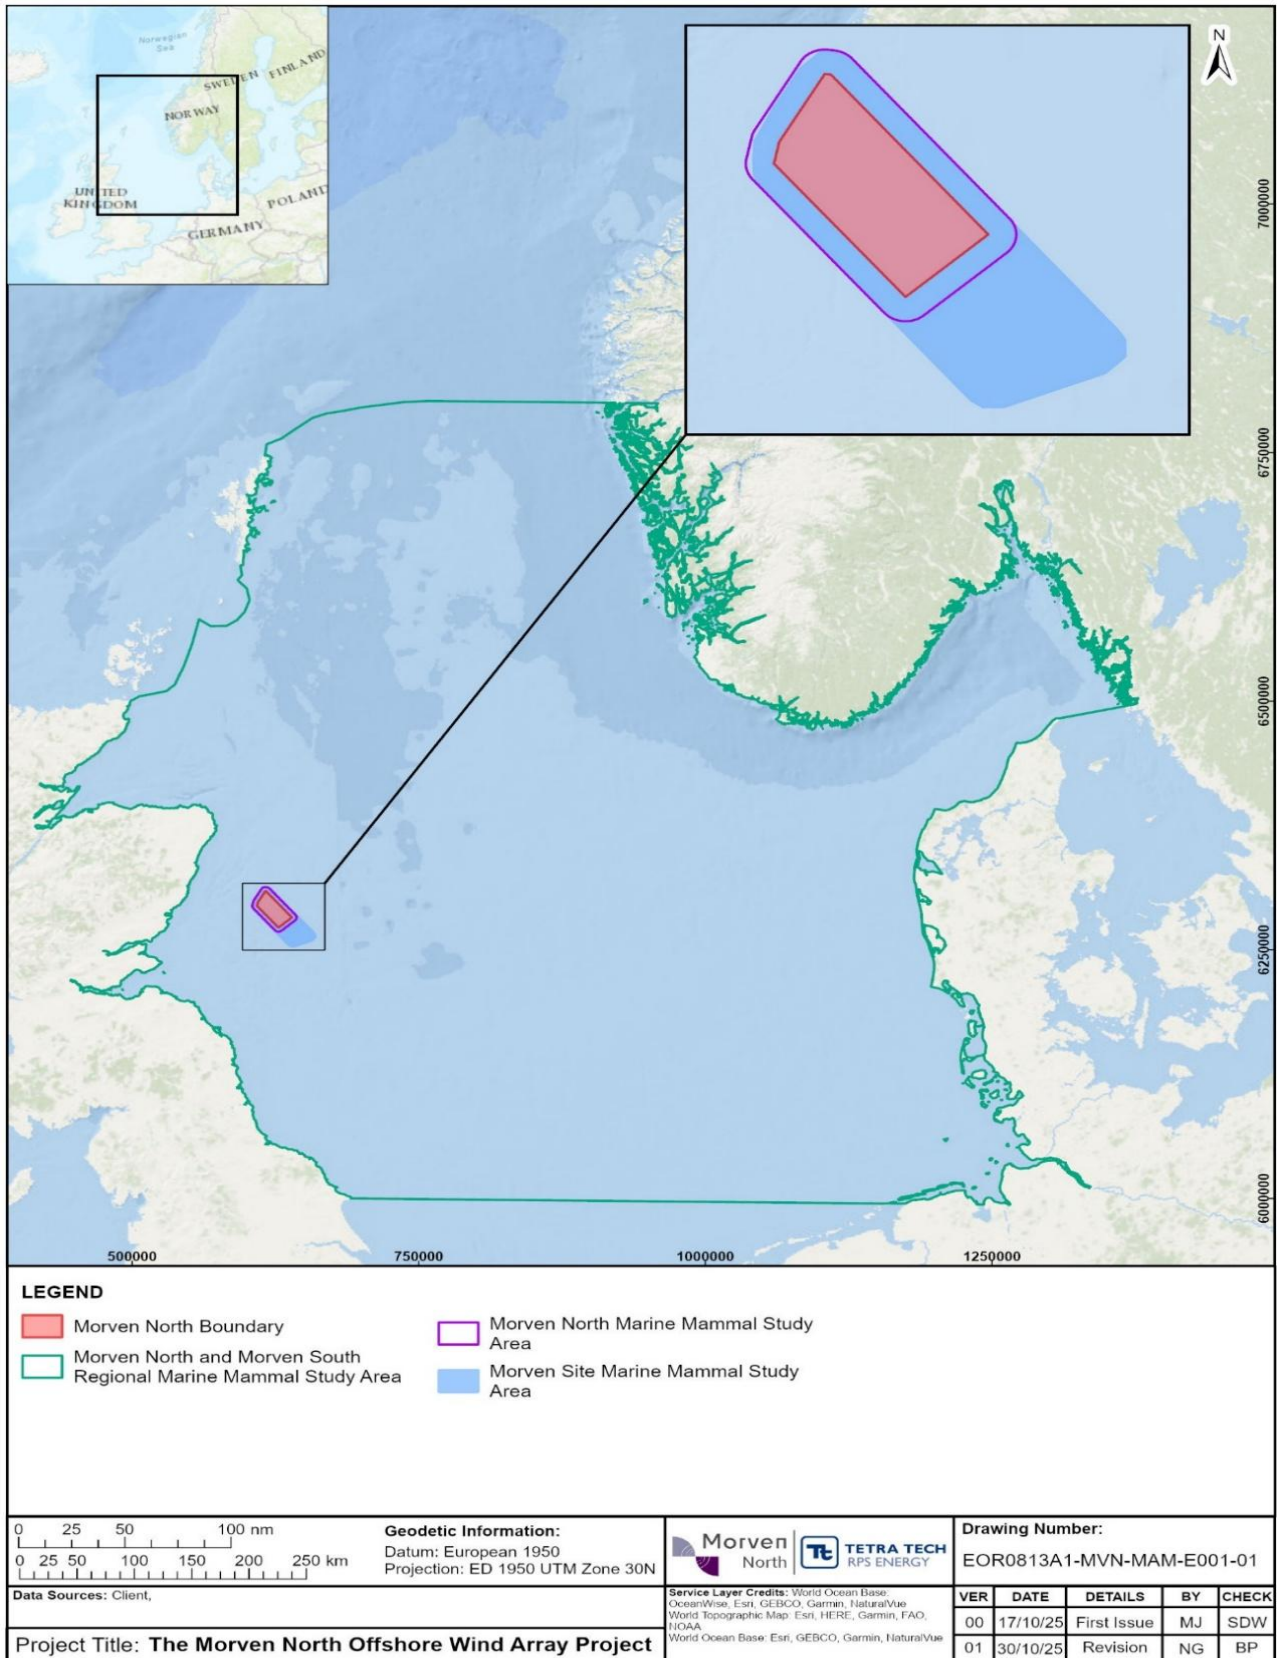 Norwegian
Sea
SWEDEN
FINLAND
NORWAY
UNITED
KINGDOM
POLAND
GERMANY
N
7000000
6750000
6500000
6250000
6000000
500000
750000
1000000
1250000
LEGEND
Morven North Boundary
Morven North and Morven South
Regional Marine Mammal Study Area
Morven North Marine Mammal Study
Area
Morven Site Marine Mammal Study
Area
0 25 50 100 nm
0 25 50 100 150 200 250 km
Geodetic Information:
Datum: European 1950
Projection: ED 1950 UTM Zone 30N
Data Sources: Client,
Project Title: The Morven North Offshore Wind Array Project
Morven
North
Tt
TETRA TECH
RPS ENERGY
Service Layer Credits: World Ocean Base:
OceanWise, Esri, GEBCO, Garmin, NaturalVue
World Topographic Map: Esri, HERE, Garmin, FAO,
NOAA
World Ocean Base: Esri, GEBCO, Garmin, NaturalVue
Drawing Number:
EOR0813A1-MVN-MAM-E001-01
VER DATE DETAILS BY CHECK
00 17/10/25 First Issue MJ SDW
01 30/10/25 Revision NG BP